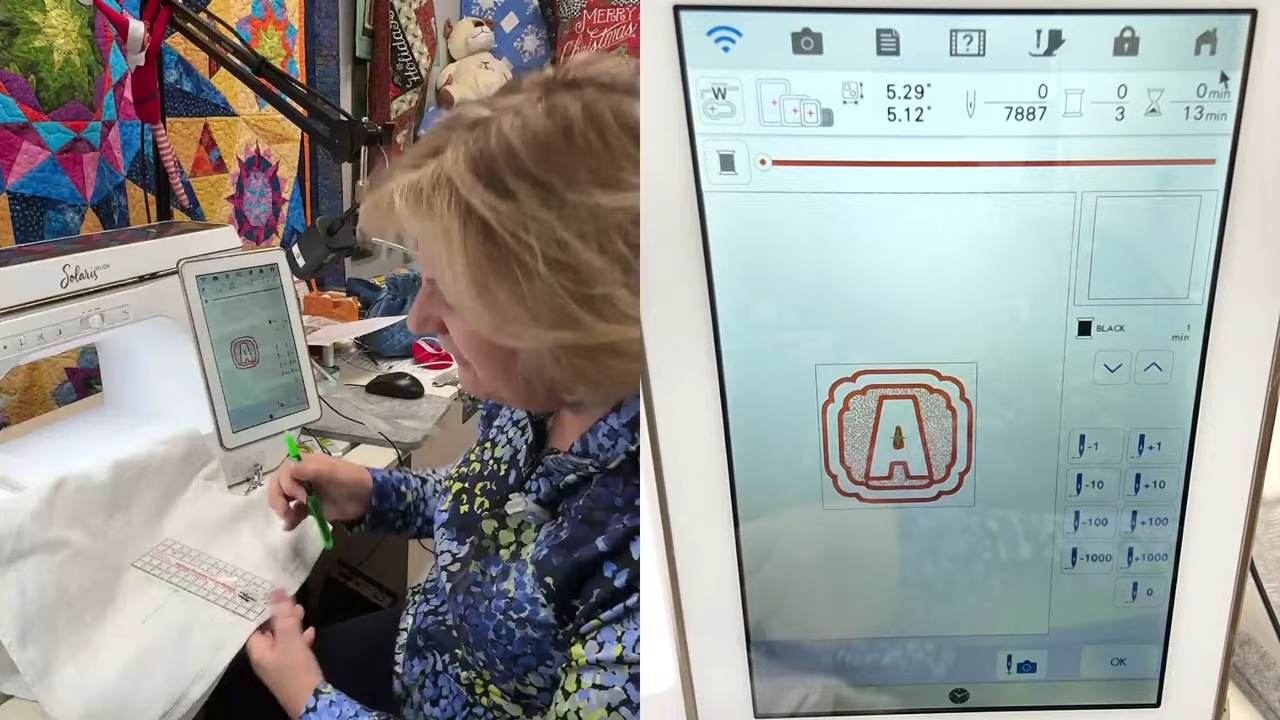 Holidays
MERRY
Christmas
Solaris
W
5.29"
5.12"
0
7887
0
3
0 min
13 min
BLACK
1
min
A
-1
+1
-10
+10
-100
+100
-1000
+1000
0
OK